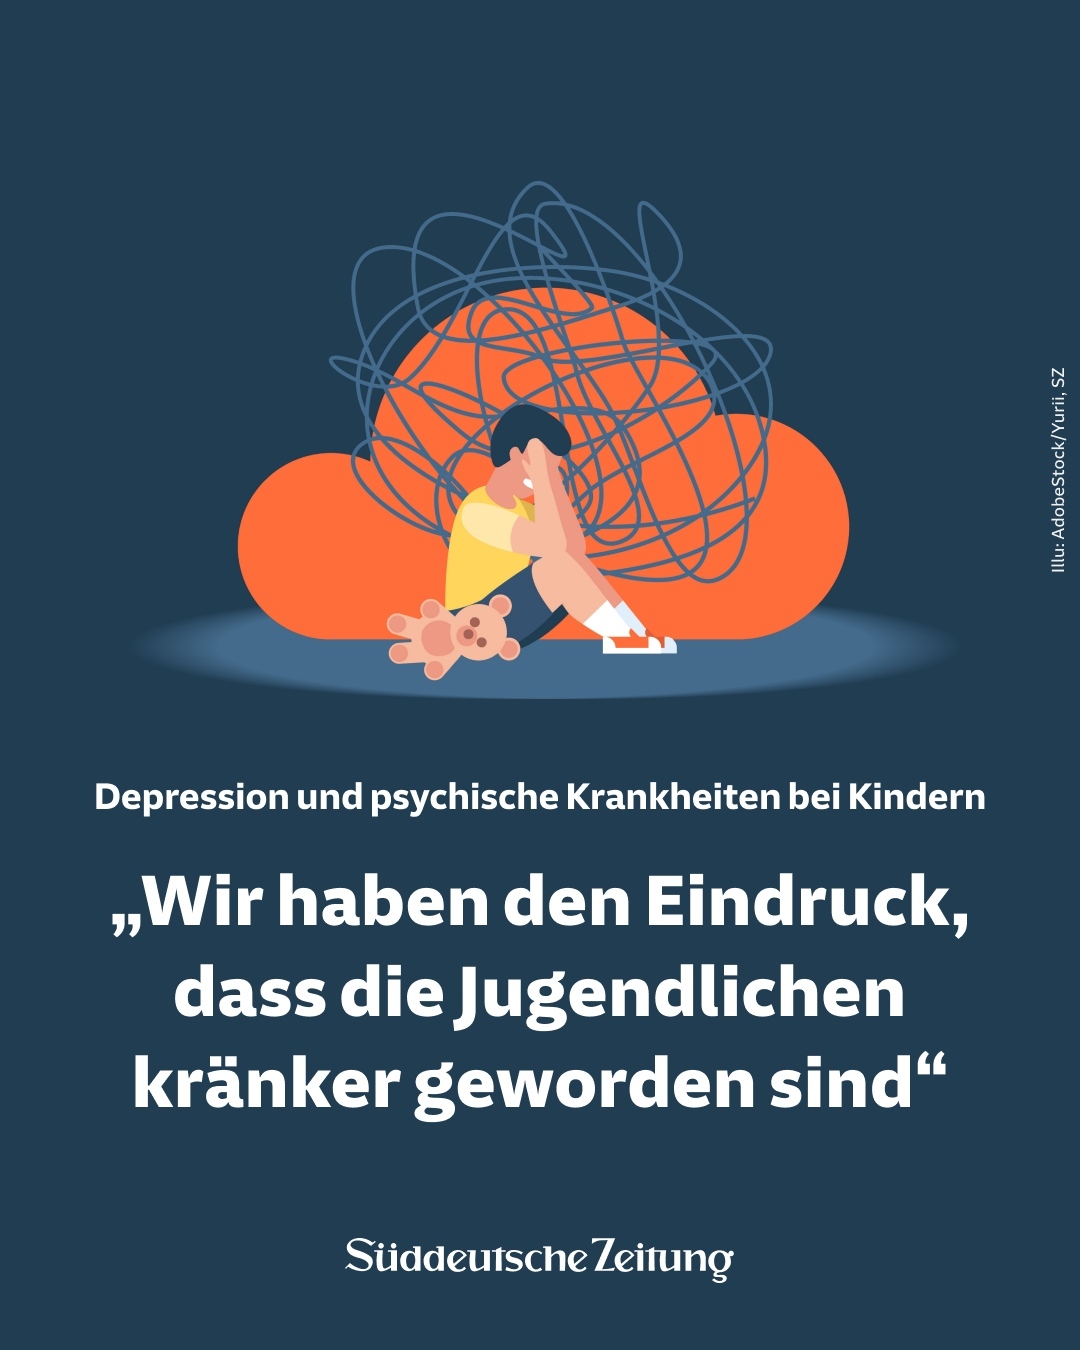 Illu: AdobeStock/Yurii, SZ
Depression und psychische Krankheiten bei Kindern
„Wir haben den Eindruck,
dass die Jugendlichen
kränker geworden sind“
Süddeutsche Zeitung